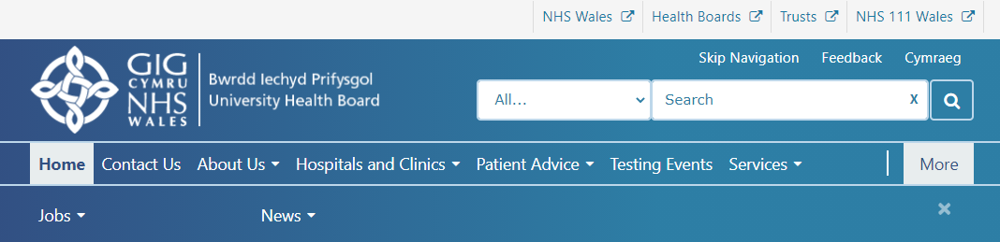 NHS Wales Health Boards Trusts NHS 111 Wales
Skip Navigation Feedback Cymraeg
GIG
CYMRU
NHS
WALES
Bwrdd Iechyd Prifysgol
University Health Board
All... Search x
Home Contact Us About Us Hospitals and Clinics Patient Advice Testing Events Services More
Jobs News